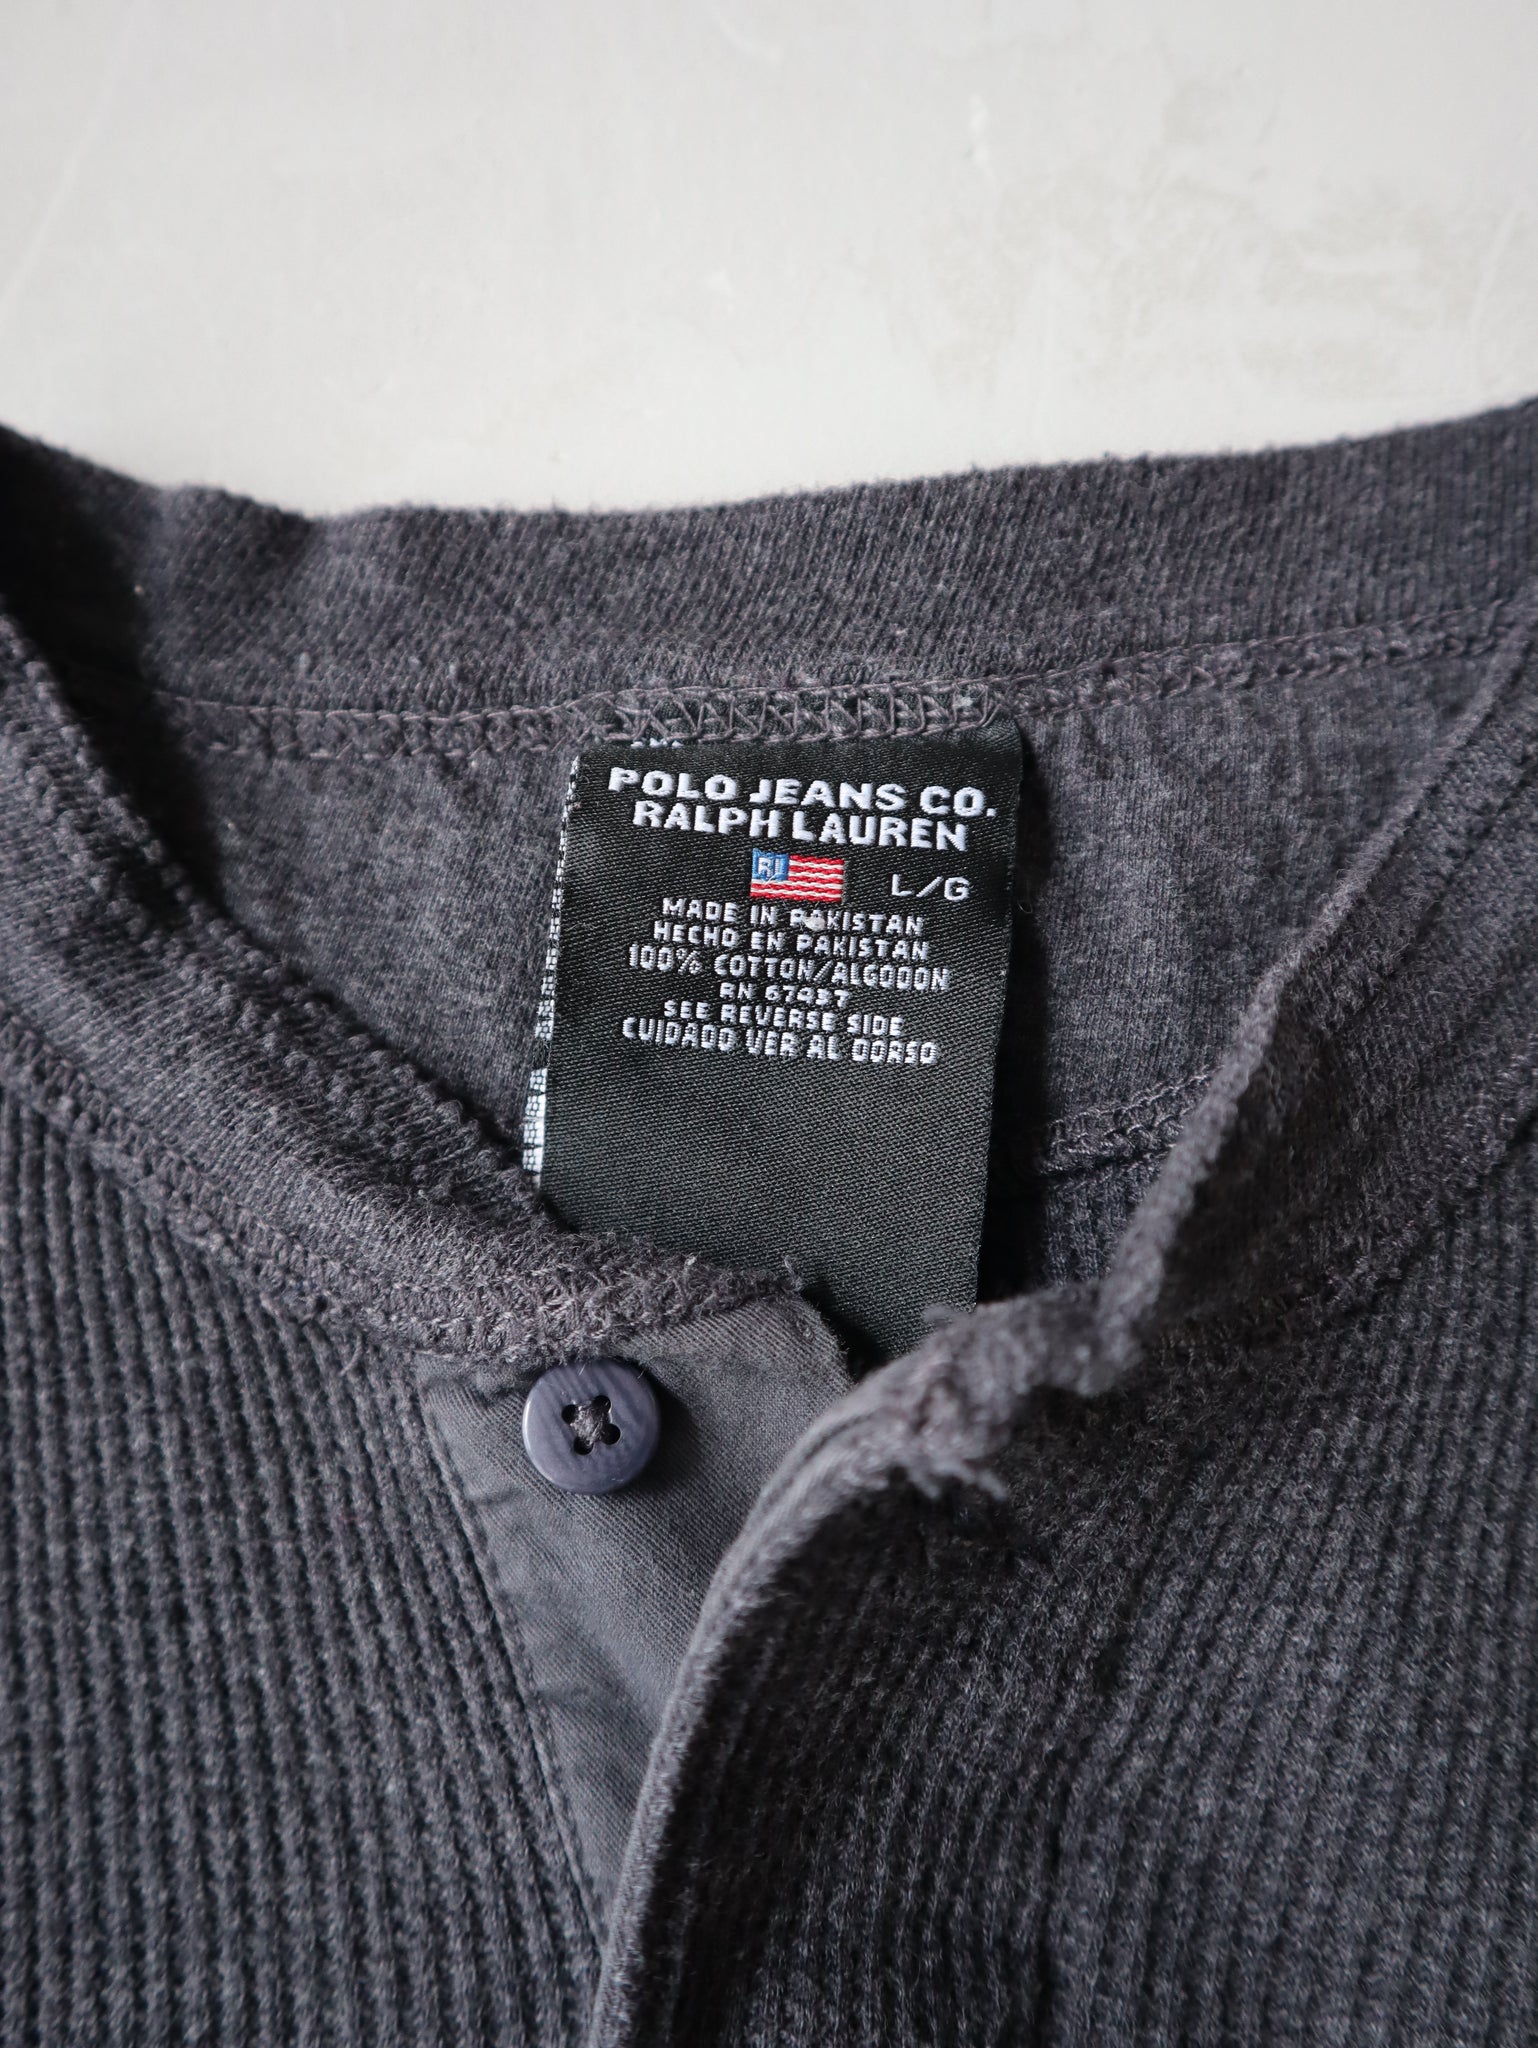 POLO JEANS CO.
RALPH LAUREN
RL L/G
MADE IN PAKISTAN
HECHO EN PAKISTAN
100% COTTON/ALGODON
RN 67457
SEE REVERSE SIDE
CUIDADO VER AL DORSO